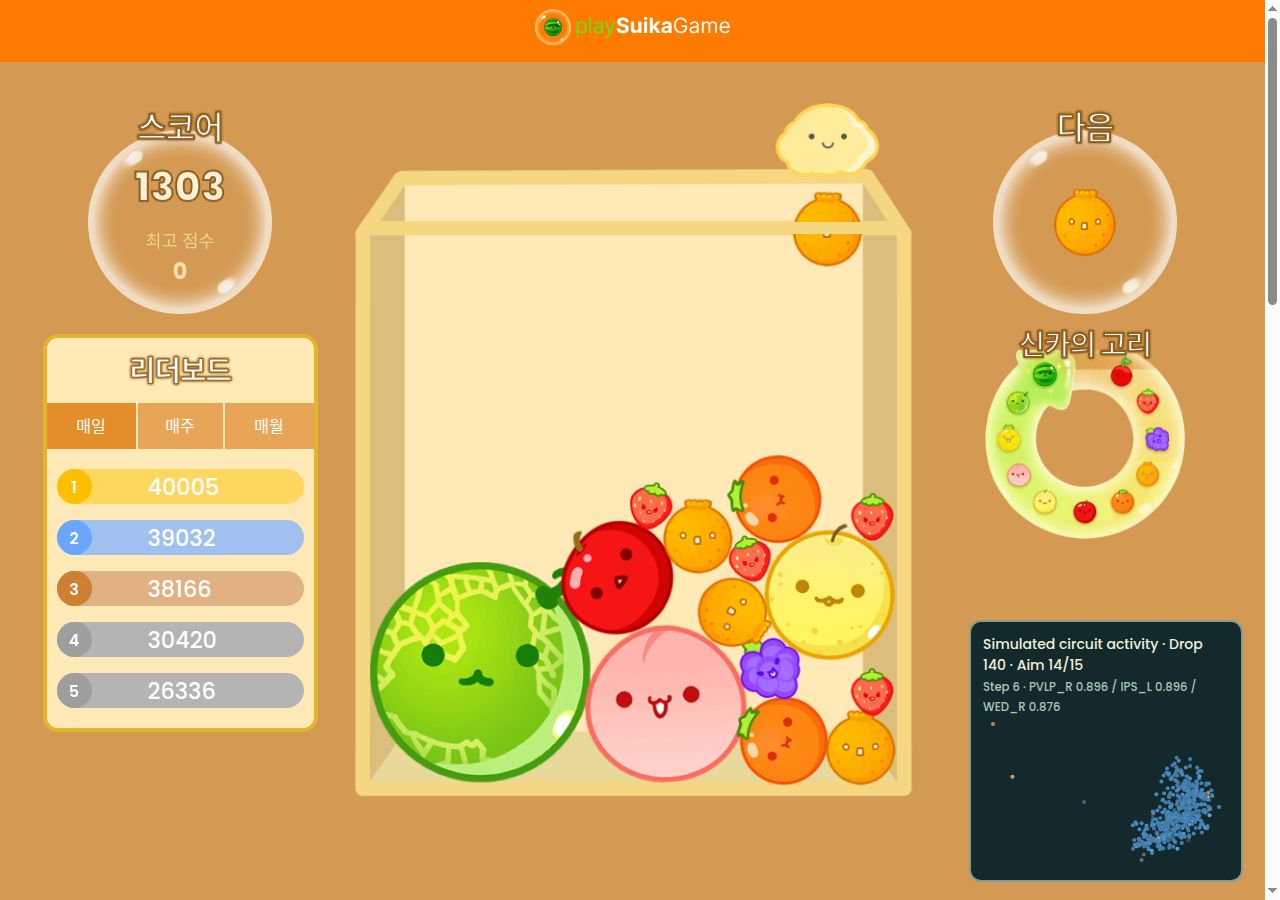 playSuikaGame
스코어
1303
최고 점수
0
리더보드
매일 매주 매월
1 40005
2 39032
3 38166
4 30420
5 26336
다음
신카의 고리
Simulated circuit activity · Drop
140 · Aim 14/15
Step 6 · PVLP_R 0.896 / IPS_L 0.896 /
WED_R 0.876